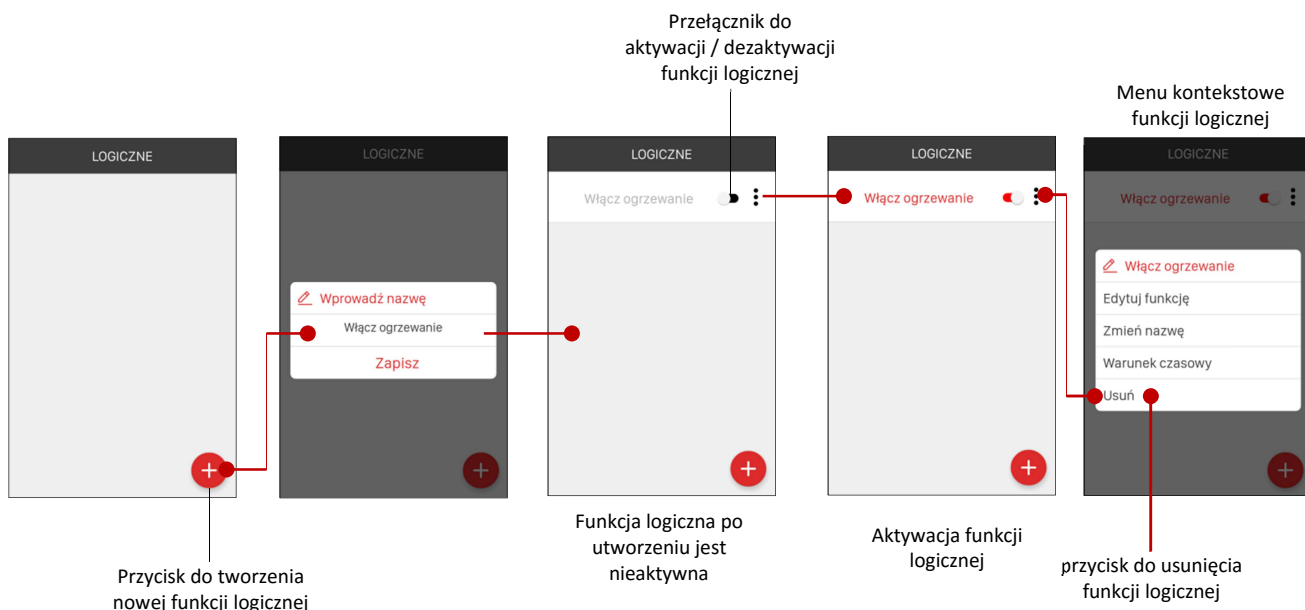 Przełącznik do
aktywacji / dezaktywacji
funkcji logicznej
Menu kontekstowe
funkcji logicznej
LOGICZNE
LOGICZNE
Wprowadź nazwę
Włącz ogrzewanie
Zapisz
LOGICZNE
Włącz ogrzewanie
LOGICZNE
Włącz ogrzewanie
LOGICZNE
Włącz ogrzewanie
Włącz ogrzewanie
Edytuj funkcję
Zmień nazwę
Warunek czasowy
Usuń
Przycisk do tworzenia
nowej funkcji logicznej
Funkcja logiczna po
utworzeniu jest
nieaktywna
Aktywacja funkcji
logicznej
przycisk do usunięcia
funkcji logicznej